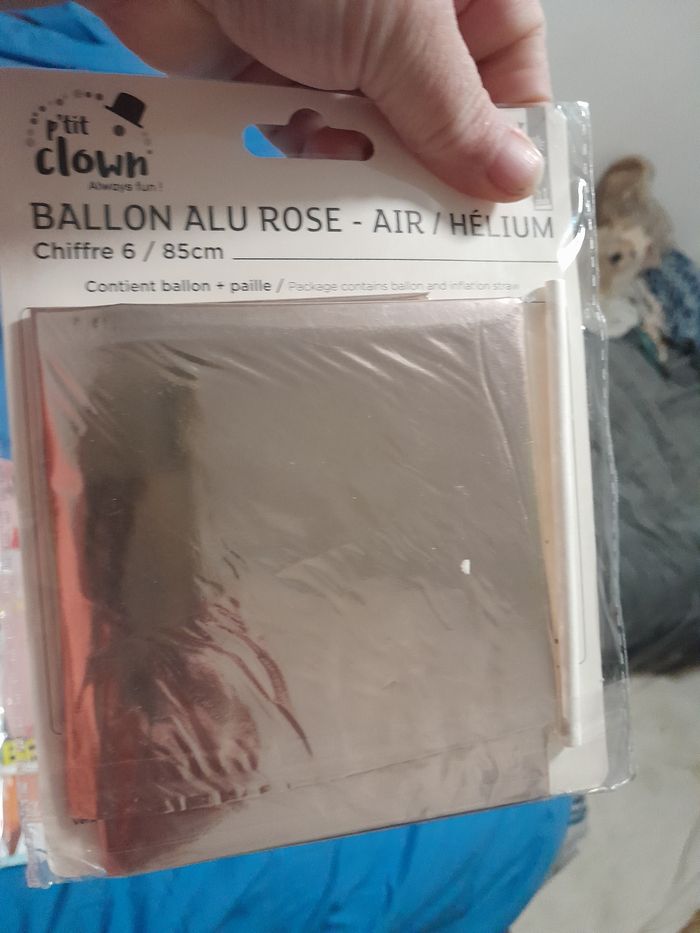 p'tit
clown
Always fun !
BALLON ALU ROSE - AIR / HÉLIUM
Chiffre 6 / 85cm
Contient ballon + paille / Package contains ballon and inflation straw